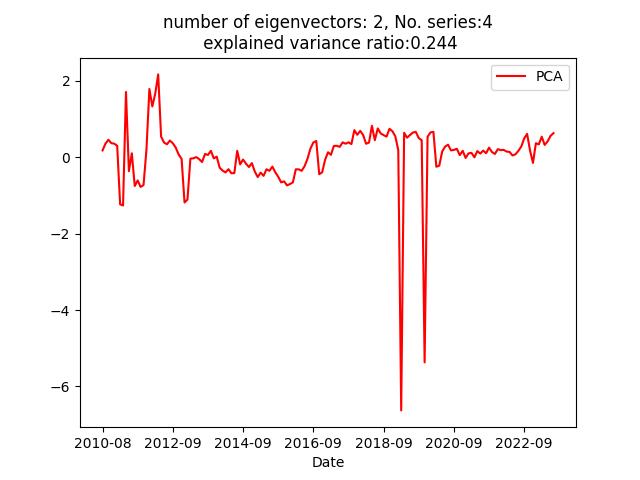 number of eigenvectors: 2, No. series:4
explained variance ratio:0.244
PCA
2
0
−2
−4
−6
2010-08 2012-09 2014-09 2016-09 2018-09 2020-09 2022-09
Date